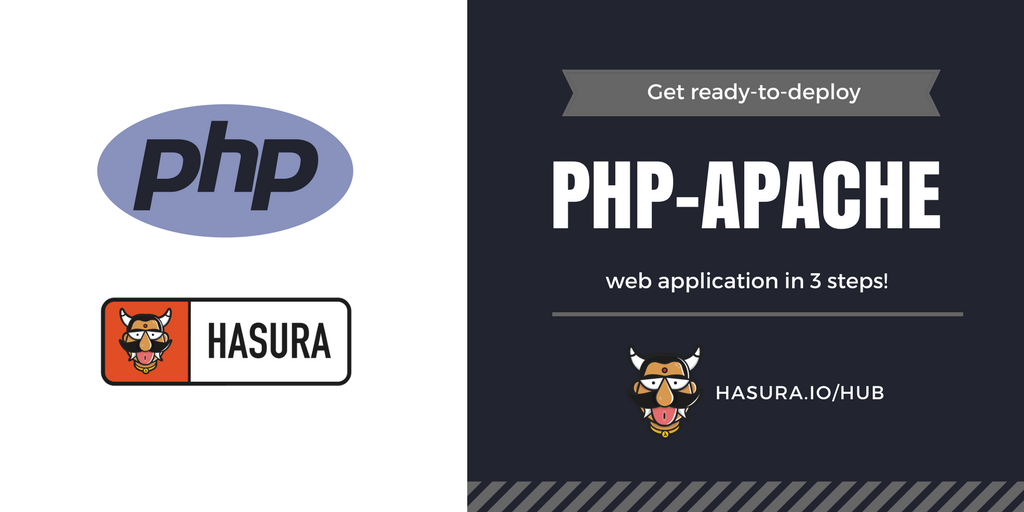 php
HASURA
Get ready-to-deploy
PHP-APACHE
web application in 3 steps!
HASURA.IO/HUB